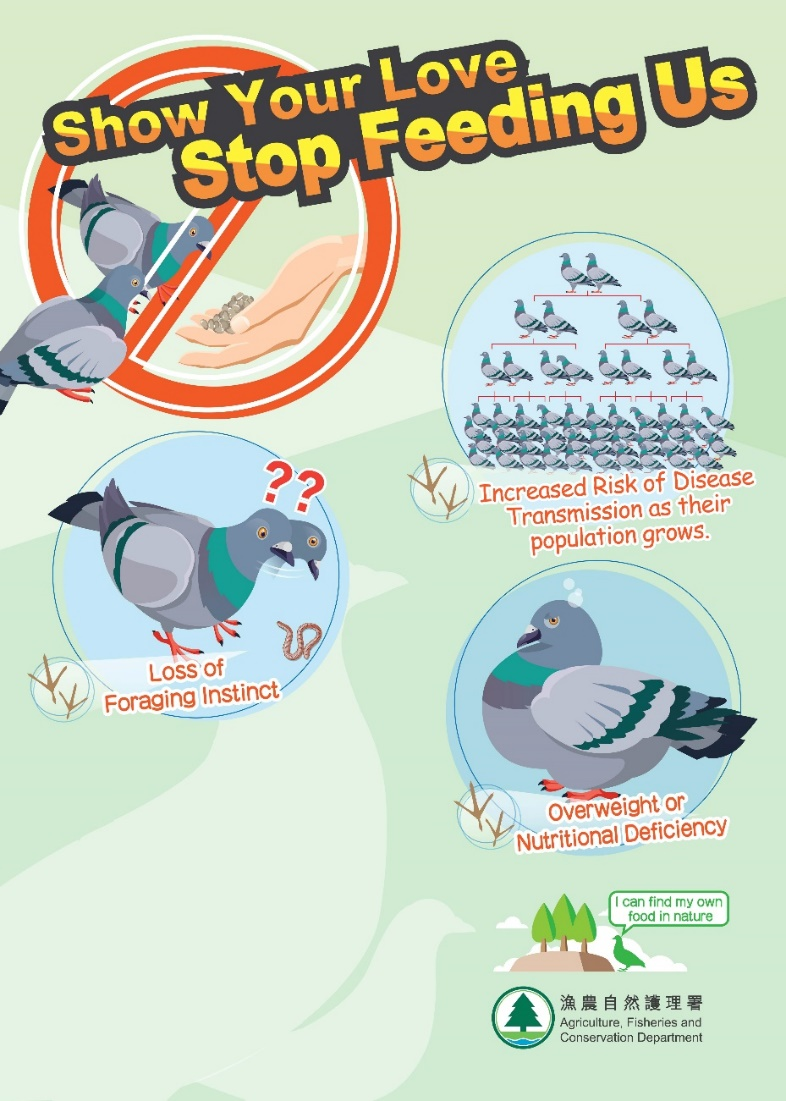 Show Your Love
Stop Feeding Us
Increased Risk of Disease
Transmission as their
population grows.
??
Loss of
Foraging Instinct
Overweight or
Nutritional Deficiency
I can find my own
food in nature
漁農自然護理署
Agriculture, Fisheries and
Conservation Department